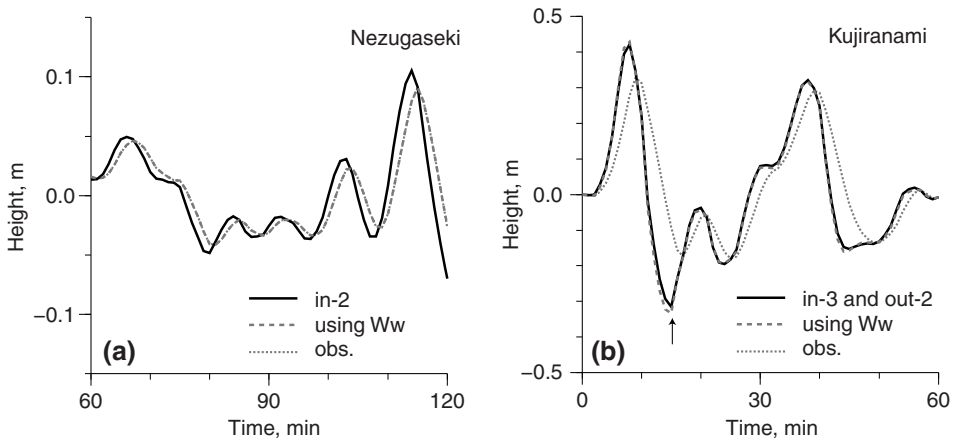 Nezugaseki
0.1
0.0
−0.1
Height, m
in-2
using Ww
obs.
(a)
60
90
120
Time, min
Kujiranami
0.5
0.0
−0.5
Height, m
in-3 and out-2
using Ww
obs.
(b)
0
30
60
Time, min